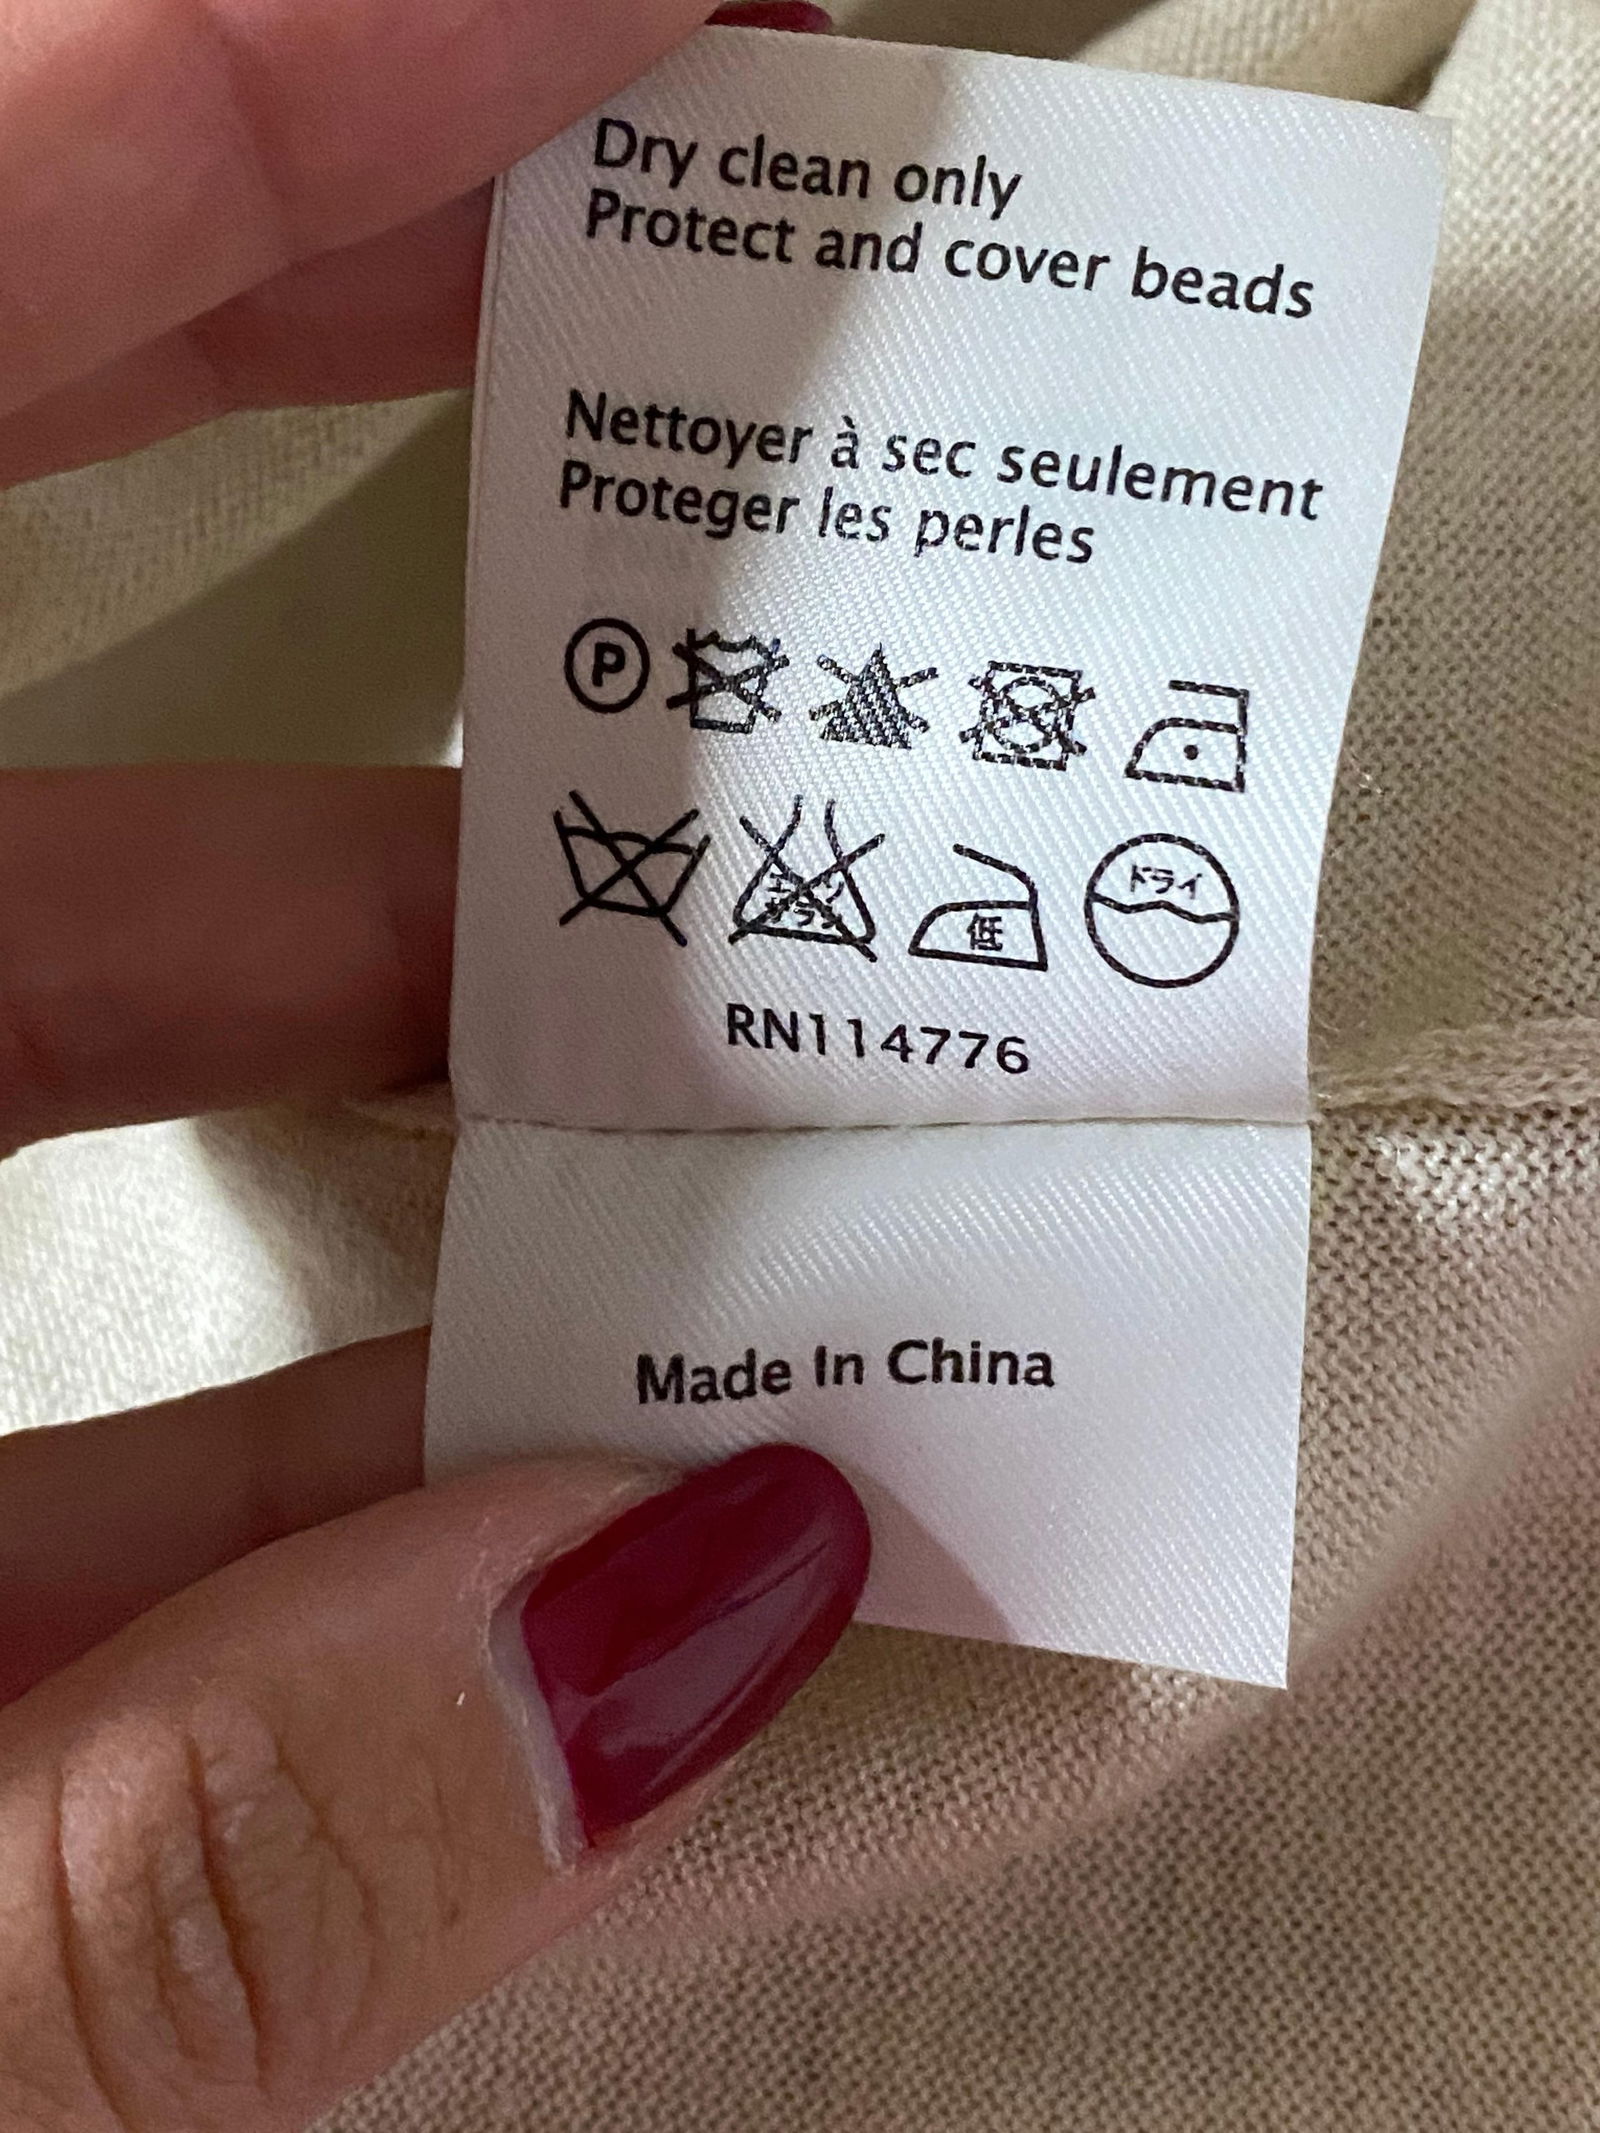 Dry clean only
Protect and cover beads
Nettoyer à sec seulement
Proteger les perles
P
低
ドライ
RN114776
Made In China